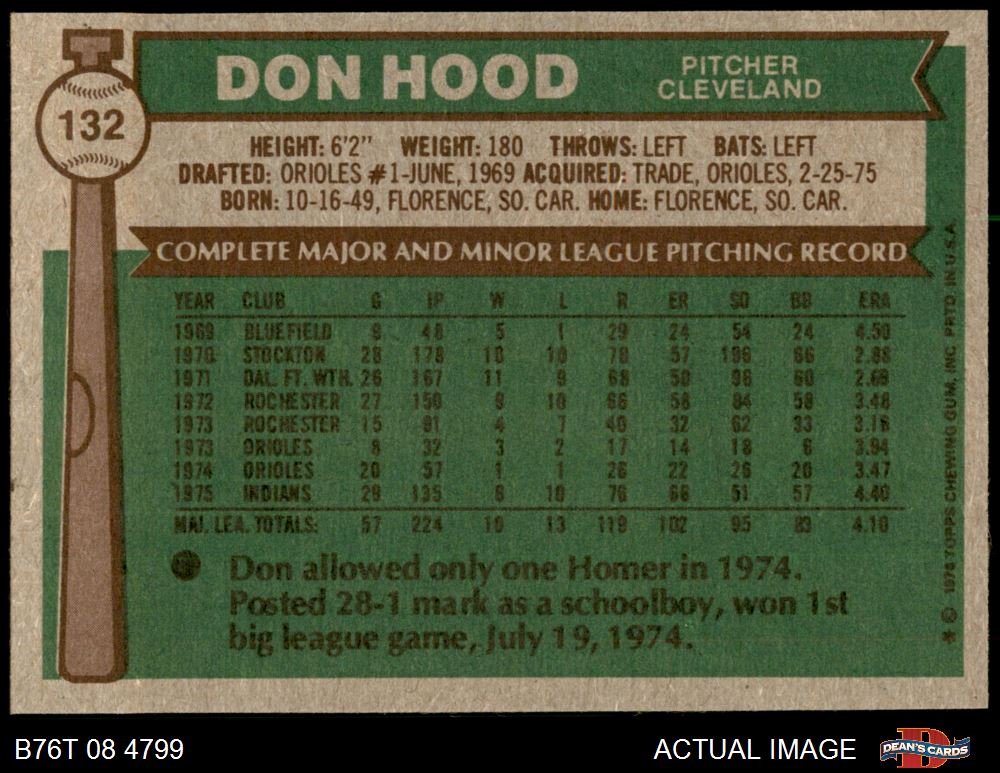 132
DON HOOD
PITCHER
CLEVELAND
HEIGHT: 6'2" WEIGHT: 180 THROWS: LEFT BATS: LEFT
DRAFTED: ORIOLES #1-JUNE, 1969 ACQUIRED: TRADE, ORIOLES, 2-25-75
BORN: 10-16-49, FLORENCE, SO. CAR. HOME: FLORENCE, SO. CAR.
COMPLETE MAJOR AND MINOR LEAGUE PITCHING RECORD
YEAR CLUB G IP W L R ER SO BB ERA
1969 BLUEFIELD 9 48 5 1 29 24 54 24 4.50
1970 STOCKTON 28 178 10 10 78 57 57 66 2.88
1971 DAL. FT. WTH. 26 167 11 9 68 50 96 60 2.69
1972 ROCHESTER 27 150 9 10 66 58 84 58 3.48
1973 ROCHESTER 15 91 4 7 40 32 62 33 3.16
1973 ORIOLES 8 32 3 2 17 14 18 6 3.94
1974 ORIOLES 20 57 1 1 26 22 26 20 3.47
1975 INDIANS 29 135 6 10 76 66 51 57 4.40
MAJ. LEA. TOTALS: 57 224 10 13 119 102 95 83 4.10
Don allowed only one Homer in 1974.
Posted 28-1 mark as a schoolboy, won 1st
big league game, July 19, 1974.
* © 1976 TOPPS CHEWING GUM, INC. PRTD. IN U.S.A.
B76T 08 4799
ACTUAL IMAGE
DEAN'S CARDS